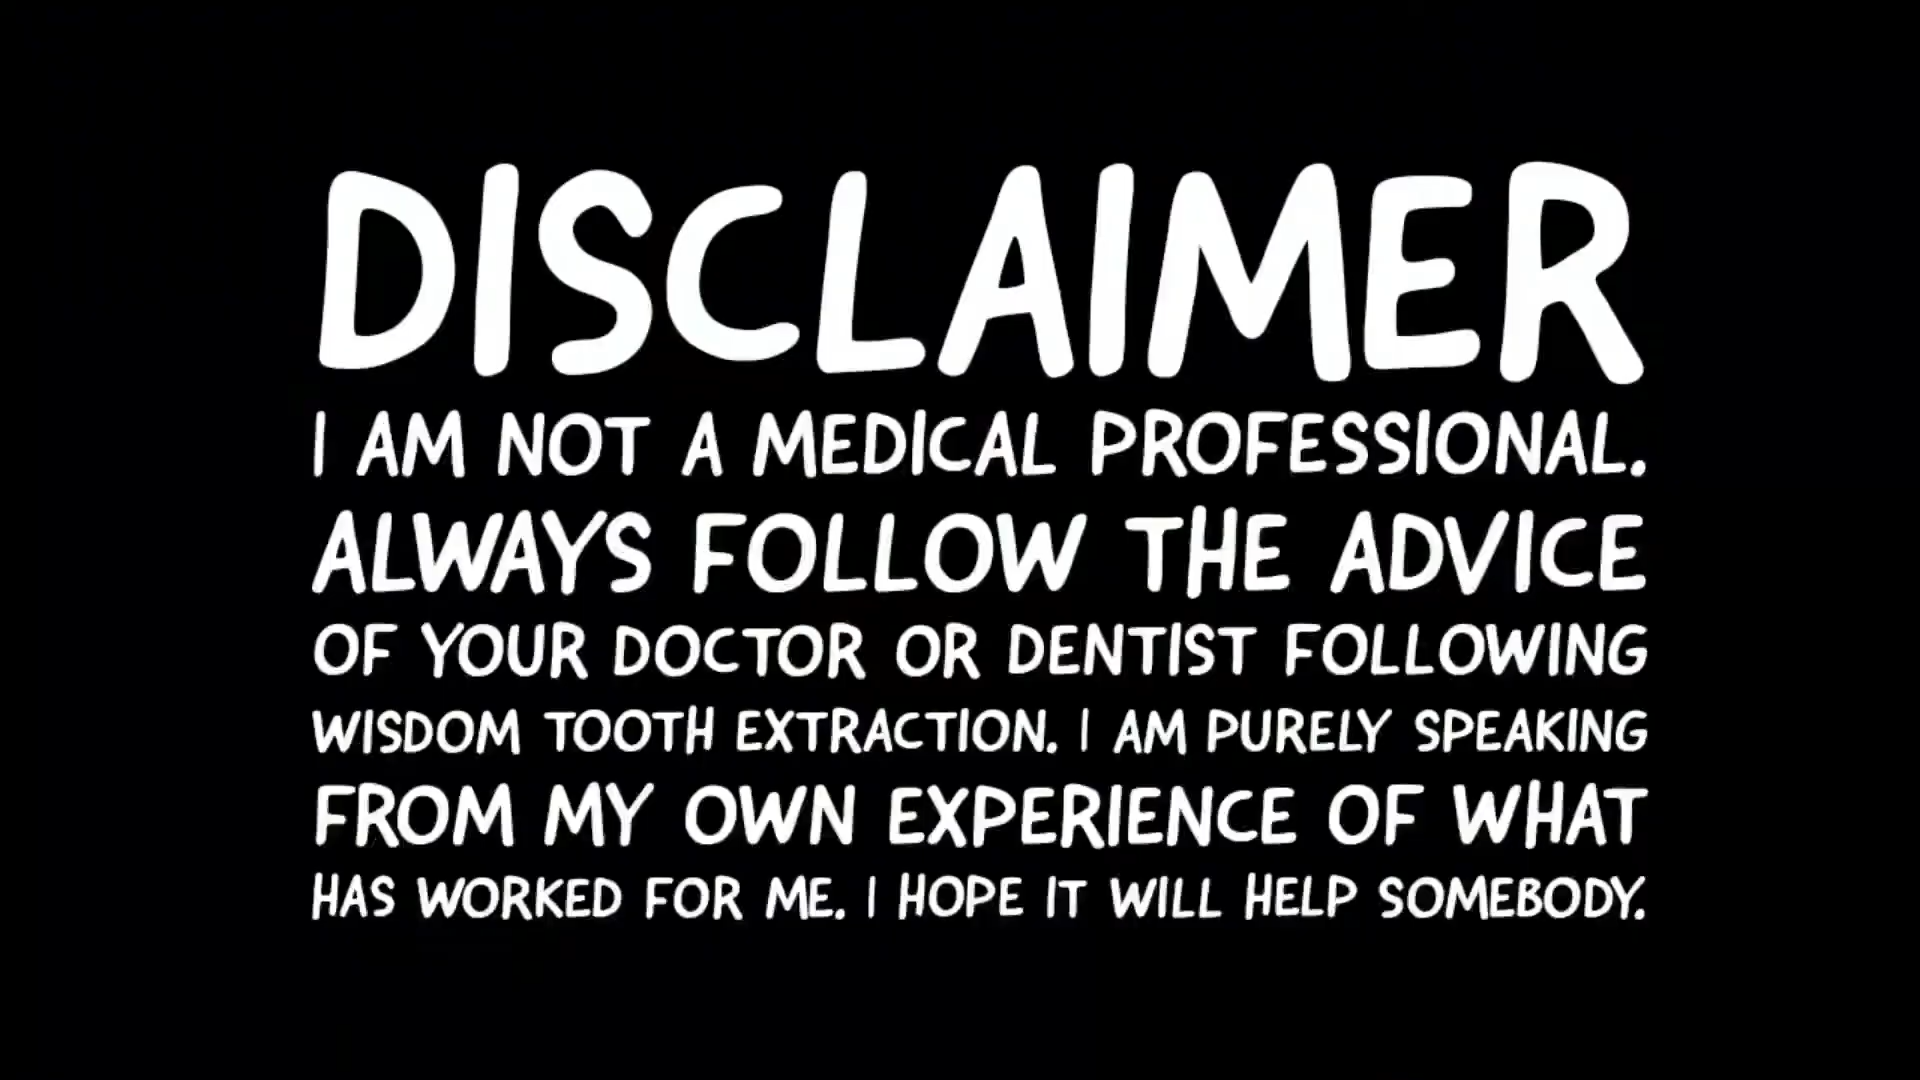 DISCLAIMER
I AM NOT A MEDICAL PROFESSIONAL.
ALWAYS FOLLOW THE ADVICE
OF YOUR DOCTOR OR DENTIST FOLLOWING
WISDOM TOOTH EXTRACTION. I AM PURELY SPEAKING
FROM MY OWN EXPERIENCE OF WHAT
HAS WORKED FOR ME. I HOPE IT WILL HELP SOMEBODY.